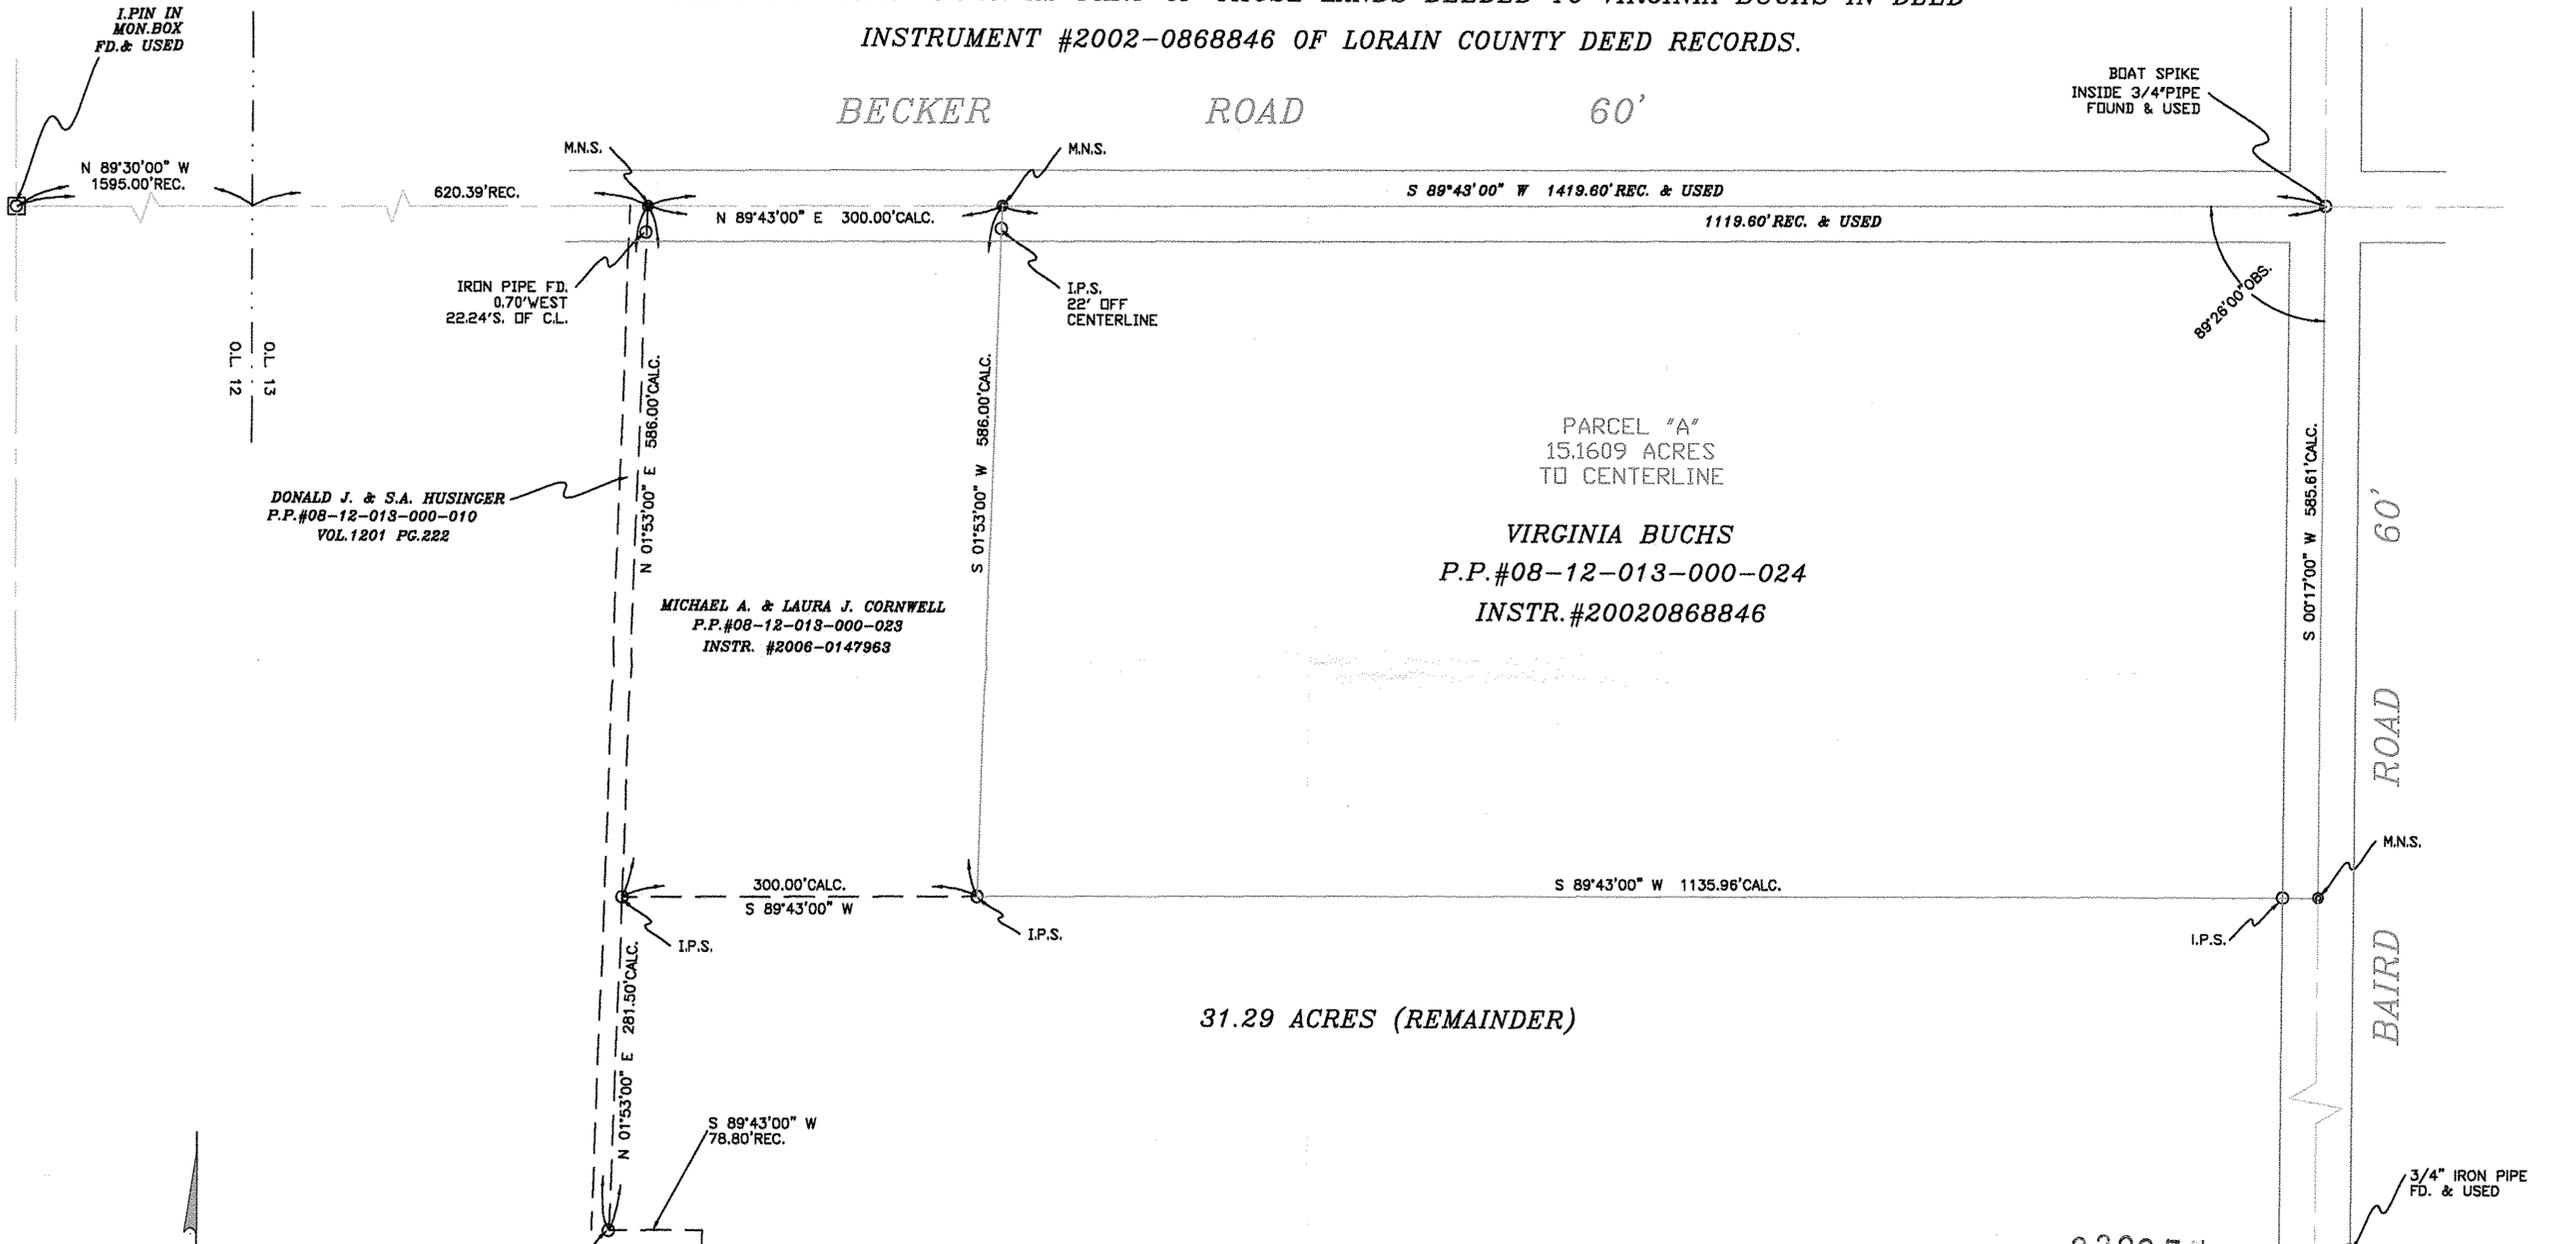 I.PIN IN
MON.BOX
FD.& USED
INSTRUMENT #2002-0868846 OF LORAIN COUNTY DEED RECORDS.
BECKER ROAD 60'
BOAT SPIKE
INSIDE 3/4"PIPE
FOUND & USED
N 89°30'00" W
1595.00'REC.
620.39'REC.
M.N.S.
M.N.S.
N 89°43'00" E 300.00'CALC.
S 89°43'00" W 1419.60'REC. & USED
1119.60'REC. & USED
IRON PIPE FD.
0.70'WEST
22.24'S. OF C.L.
I.P.S.
22' OFF
CENTERLINE
89°26'00"OBS.
O.L. 13
O.L. 12
N 01°53'00" E 586.00'CALC.
S 01°53'00" W 586.00'CALC.
PARCEL "A"
15.1609 ACRES
TO CENTERLINE
VIRGINIA BUCHS
P.P.#08-12-013-000-024
INSTR.#20020868846
S 00°17'00" W 585.61'CALC.
BAIRD ROAD 60'
DONALD J. & S.A. HUSINGER
P.P.#08-12-013-000-010
VOL.1201 PG.222
MICHAEL A. & LAURA J. CORNWELL
P.P.#08-12-013-000-023
INSTR. #2006-0147963
M.N.S.
300.00'CALC.
S 89°43'00" W
S 89°43'00" W 1135.96'CALC.
I.P.S.
I.P.S.
I.P.S.
N 01°53'00" E 281.50'CALC.
31.29 ACRES (REMAINDER)
S 89°43'00" W
78.80'REC.
3/4" IRON PIPE
FD. & USED